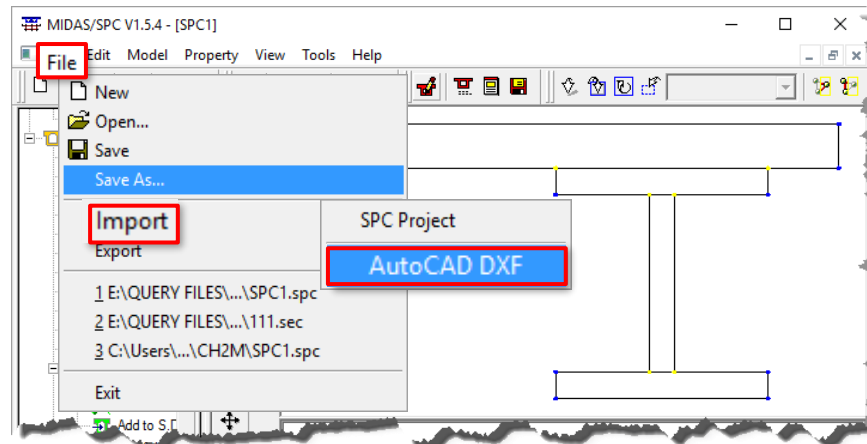 MIDAS/SPC V1.5.4 - [SPC1]
File Edit Model Property View Tools Help
New
Open...
Save
Save As...
Import
SPC Project
Export
AutoCAD DXF
1 E:\QUERY FILES\...\SPC1.spc
2 E:\QUERY FILES\...\111.sec
3 C:\Users\...\CH2M\SPC1.spc
Exit
Add to S.